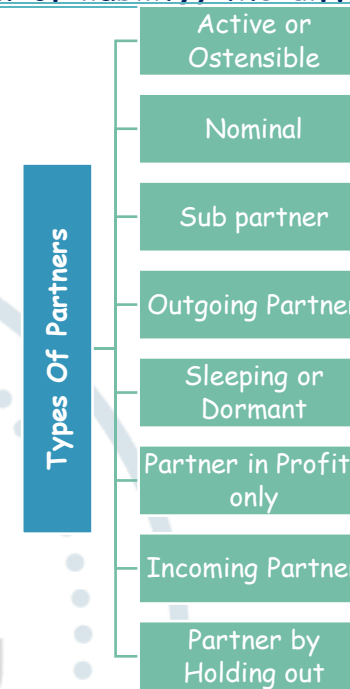 Types Of Partners
Active or
Ostensible
Nominal
Sub partner
Outgoing Partne
Sleeping or
Dormant
Partner in Profit
only
Incoming Partne
Partner by
Holding out